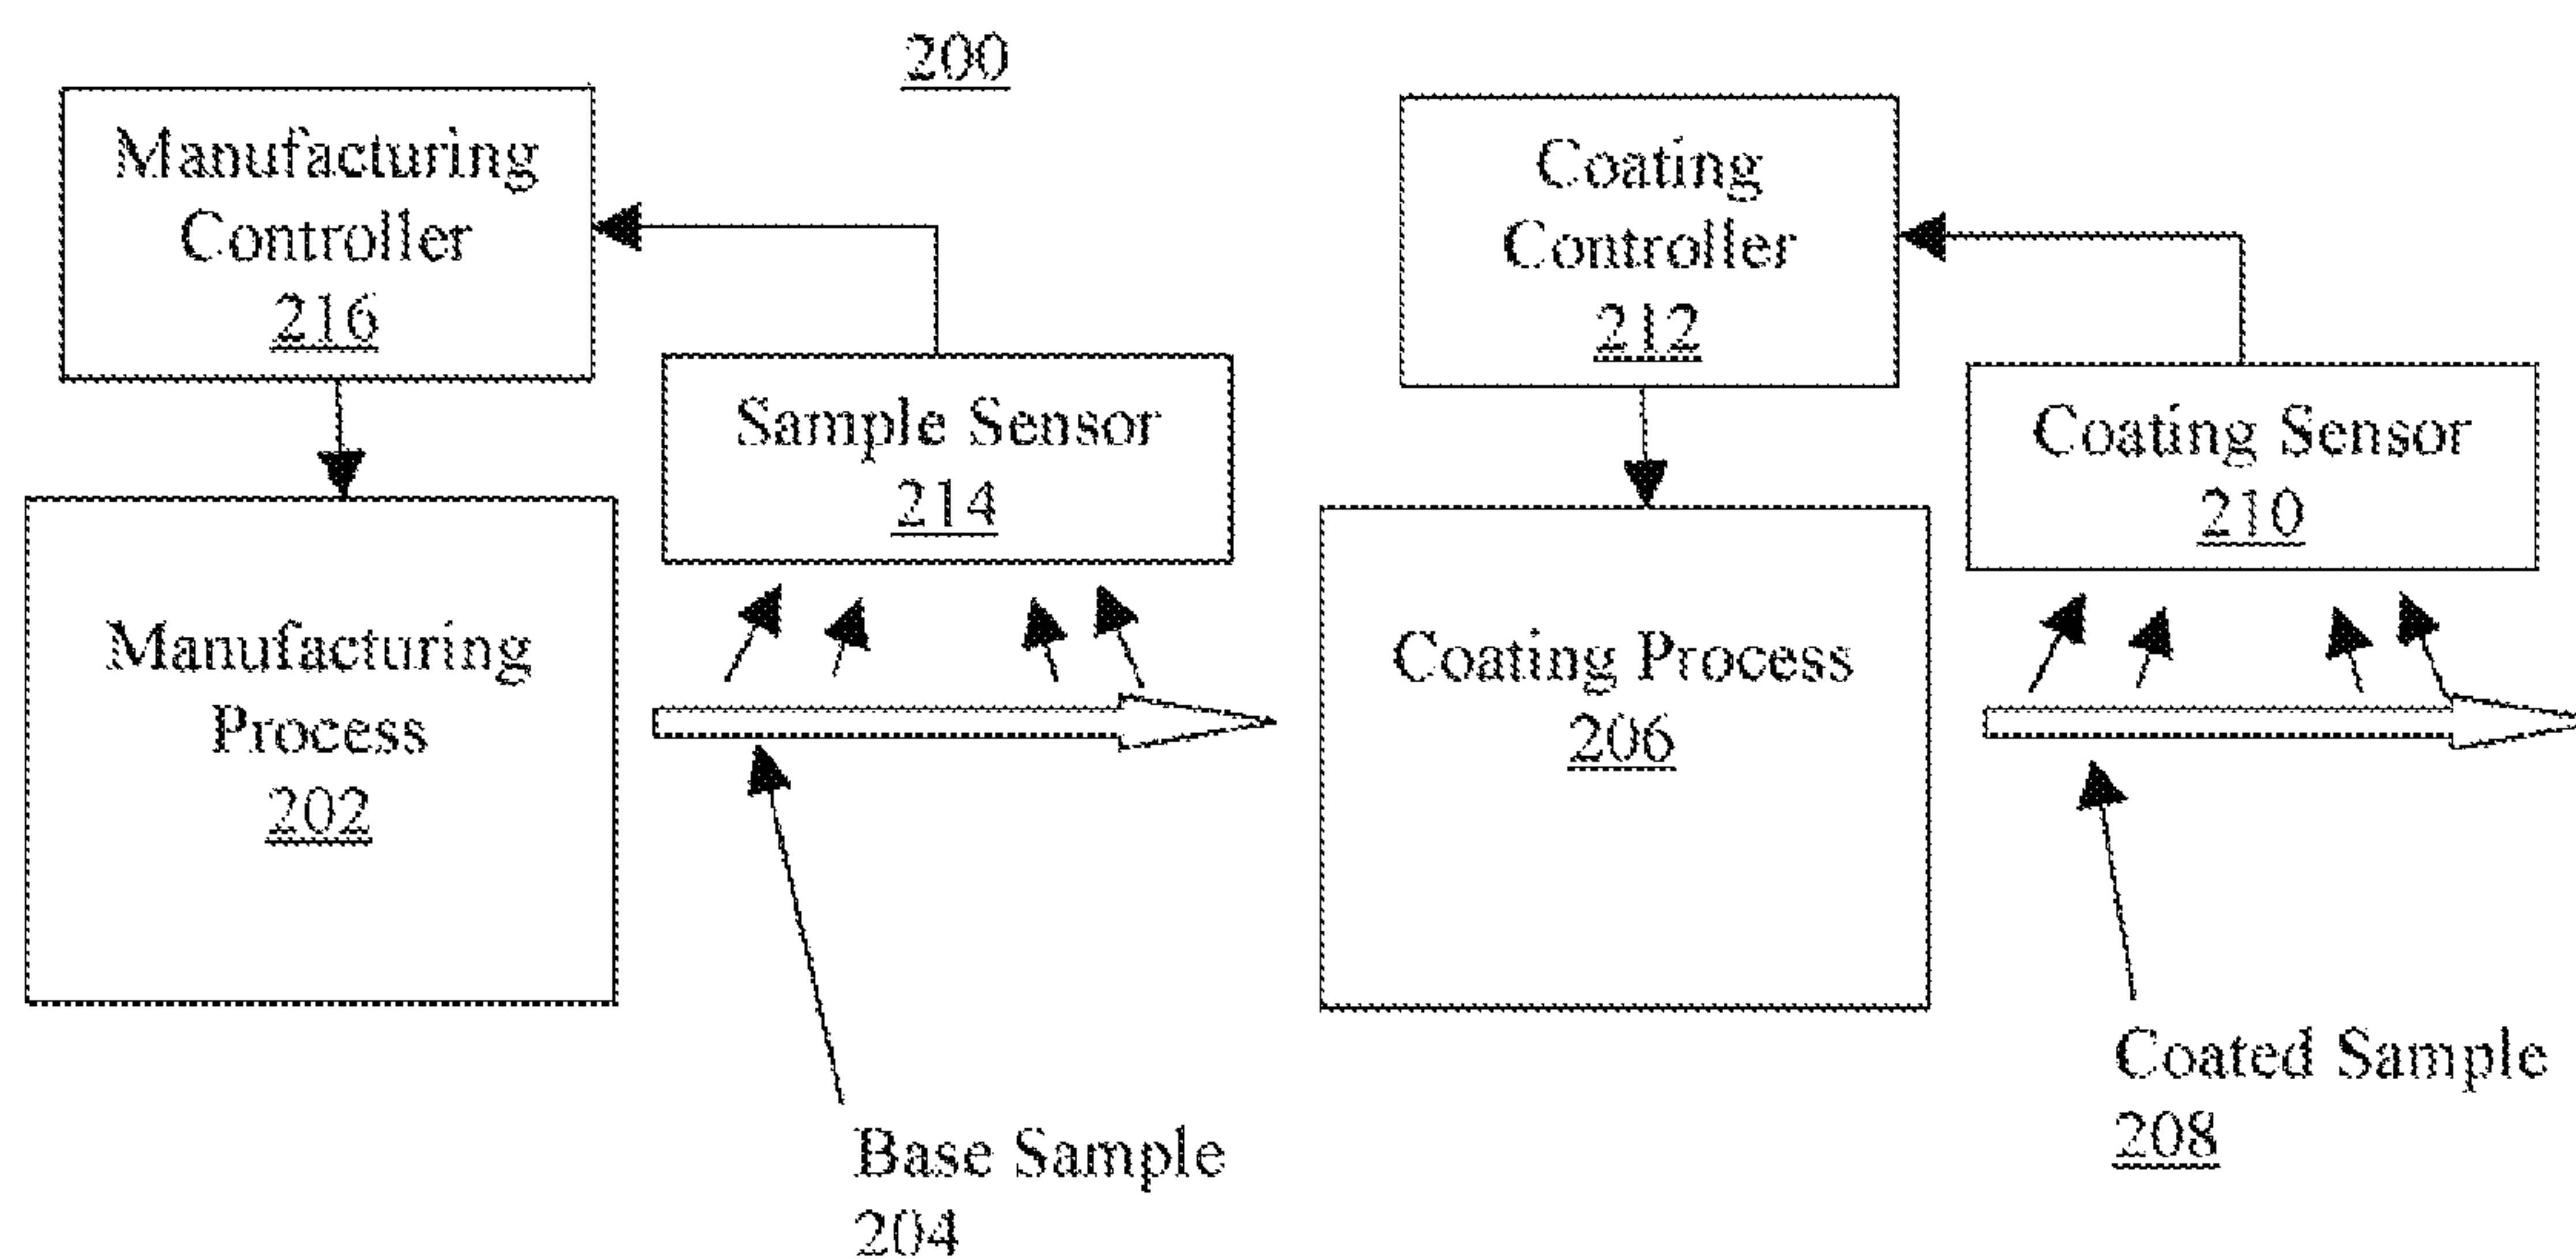 200
Manufacturing
Controller
216
Coating
Controller
212
Sample Sensor
214
Coating Sensor
210
Manufacturing
Process
202
Coating Process
206
Coated Sample
208
Base Sample
204